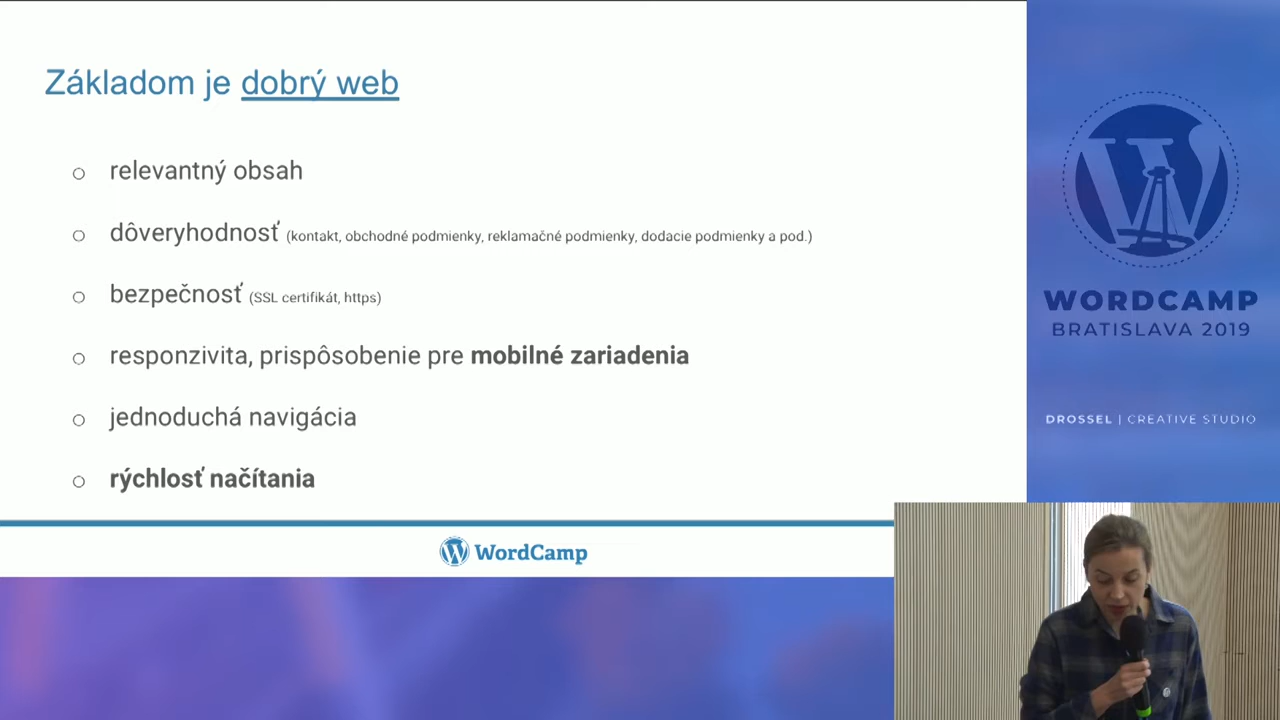 Základom je dobrý web
relevantný obsah
dôveryhodnosť (kontakt, obchodné podmienky, reklamačné podmienky, dodacie podmienky a pod.)
bezpečnosť (SSL certifikát, https)
responzivita, prispôsobenie pre mobilné zariadenia
jednoduchá navigácia
rýchlosť načítania
WordCamp
WORDCAMP
BRATISLAVA 2019
DROSSEL | CREATIVE STUDIO